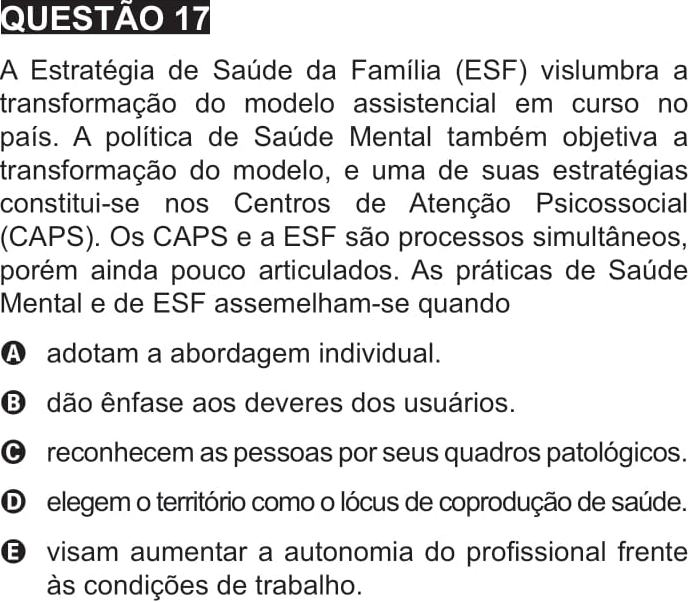 QUESTÃO 17
A Estratégia de Saúde da Família (ESF) vislumbra a
transformação do modelo assistencial em curso no
país. A política de Saúde Mental também objetiva a
transformação do modelo, e uma de suas estratégias
constitui-se nos Centros de Atenção Psicossocial
(CAPS). Os CAPS e a ESF são processos simultâneos,
porém ainda pouco articulados. As práticas de Saúde
Mental e de ESF assemelham-se quando
A adotam a abordagem individual.
B dão ênfase aos deveres dos usuários.
C reconhecem as pessoas por seus quadros patológicos.
D elegem o território como o lócus de coprodução de saúde.
E visam aumentar a autonomia do profissional frente
às condições de trabalho.